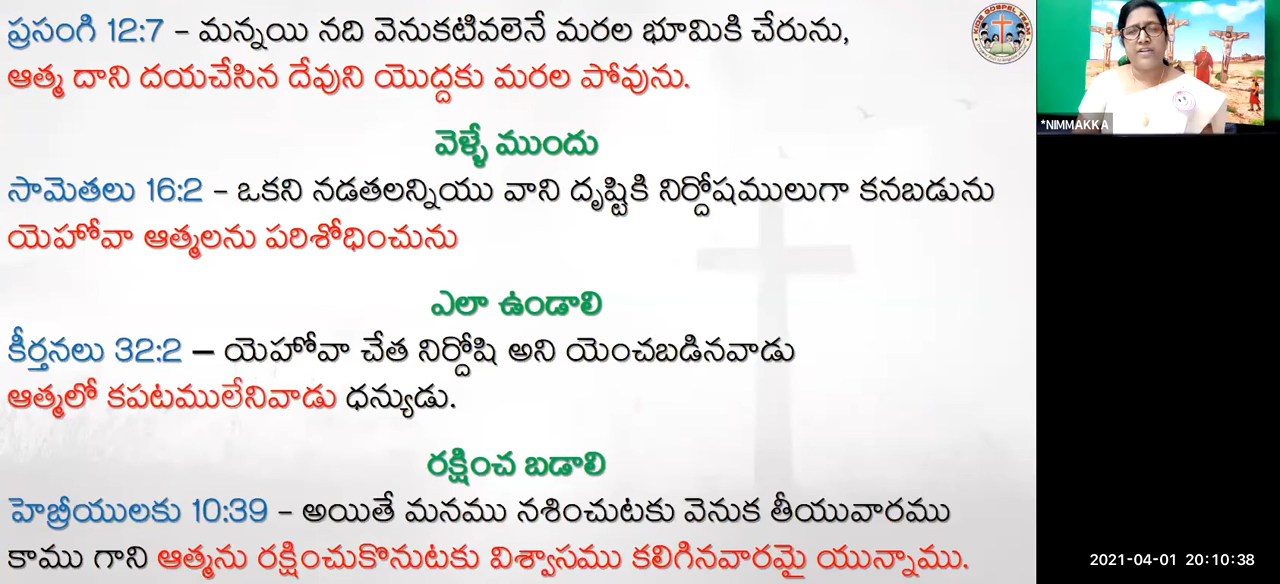 ప్రసంగి 12:7 - మన్నయి నది వెనుకటివలెనే మరల భూమికి చేరును,
ఆత్మ దాని దయచేసిన దేవుని యొద్దకు మరల పోవును.
వెళ్ళే ముందు
సామెతలు 16:2 - ఒకని నడతలన్నియు వాని దృష్టికి నిర్దోషములుగా కనబడును
యెహోవా ఆత్మలను పరిశోధించును
ఎలా ఉండాలి
కీర్తనలు 32:2 – యెహోవా చేత నిర్దోషి అని యెంచబడినవాడు
ఆత్మలో కపటములేనివాడు ధన్యుడు.
రక్షించ బడాలి
హెబ్రీయులకు 10:39 - అయితే మనము నశించుటకు వెనుక తీయువారము
కాము గాని ఆత్మను రక్షించుకొనుటకు విశ్వాసము కలిగినవారమై యున్నాము.
KIDS GOSPEL TEAM
*NIMMAKKA
2021-04-01 20:10:38